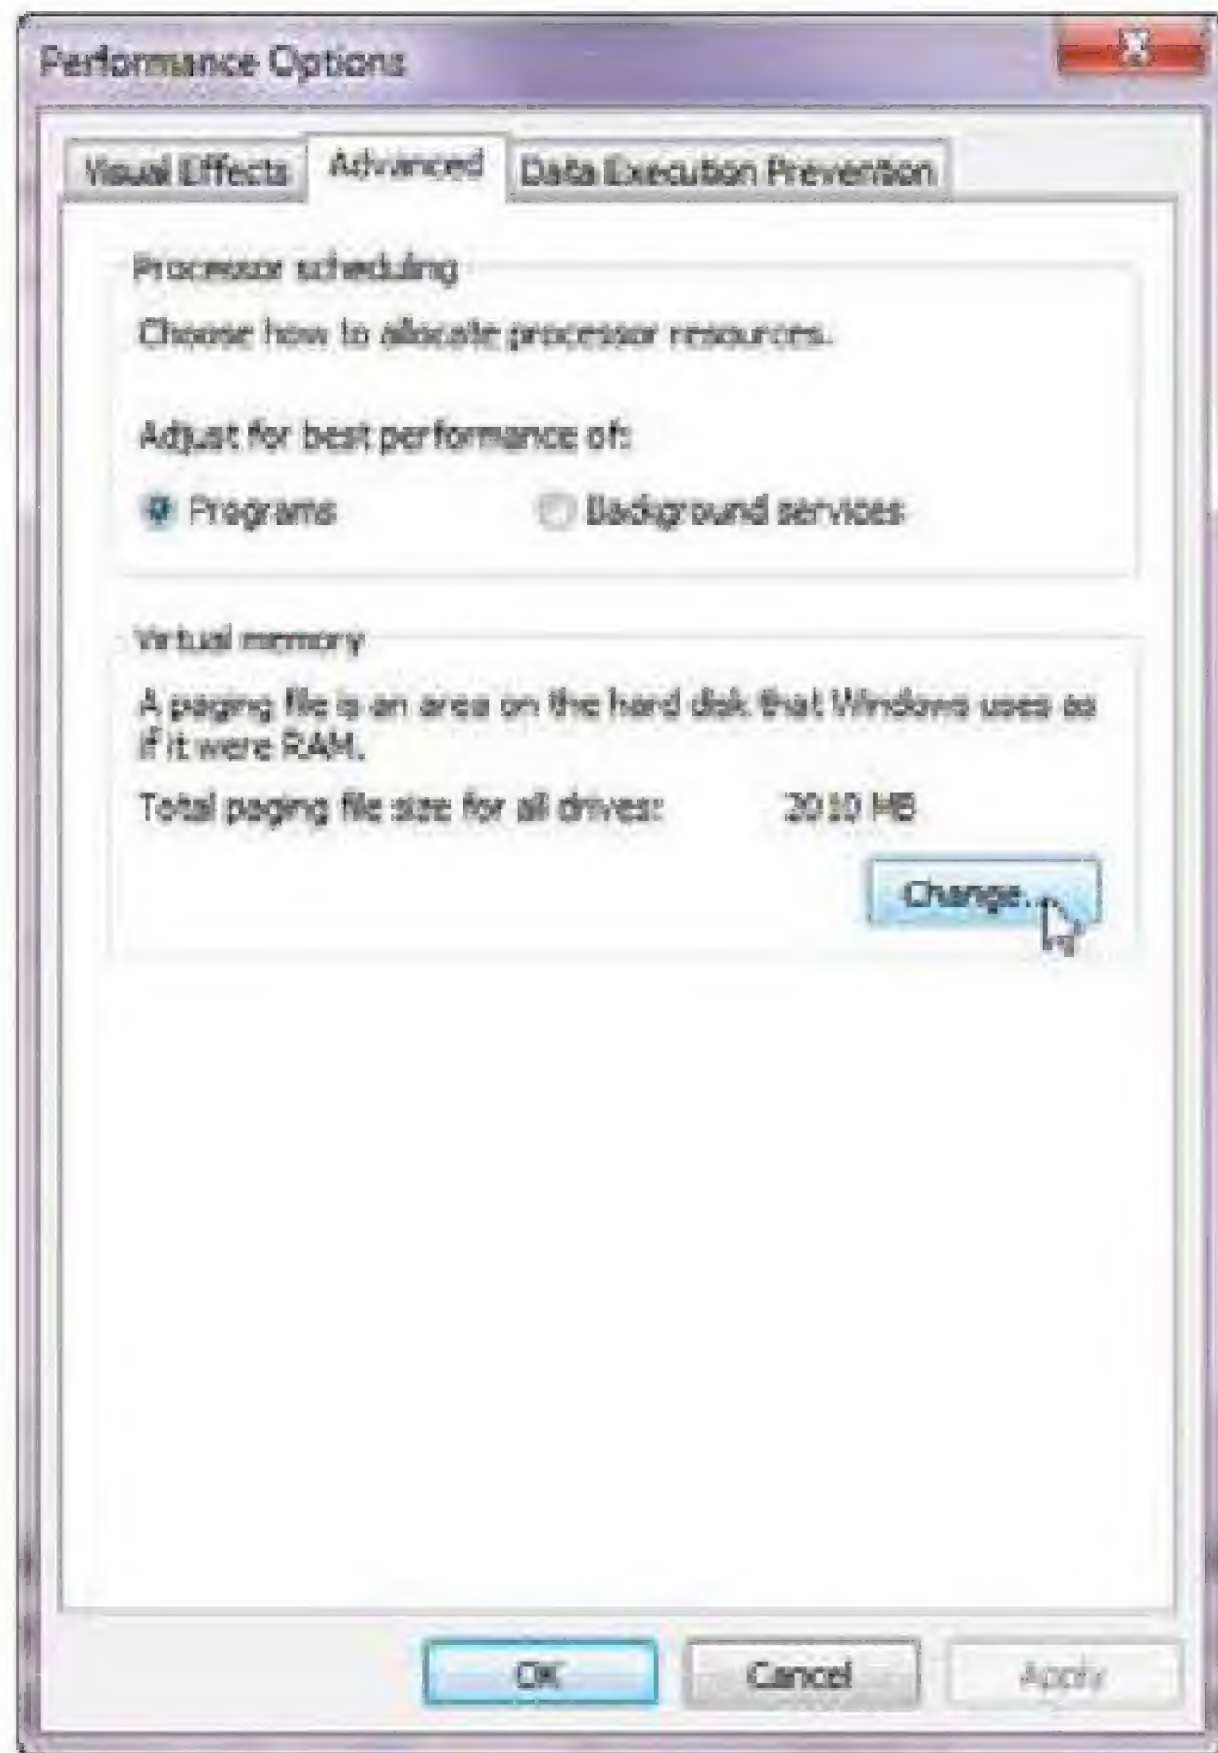 Performance Options
Visual Effects
Advanced
Data Execution Prevention
Processor scheduling
Choose how to allocate processor resources.
Adjust for best performance of:
Programs
Background services
Virtual memory
A paging file is an area on the hard disk that Windows uses as
if it were RAM.
Total paging file size for all drives: 2010 MB
Change...
OK
Cancel
Apply